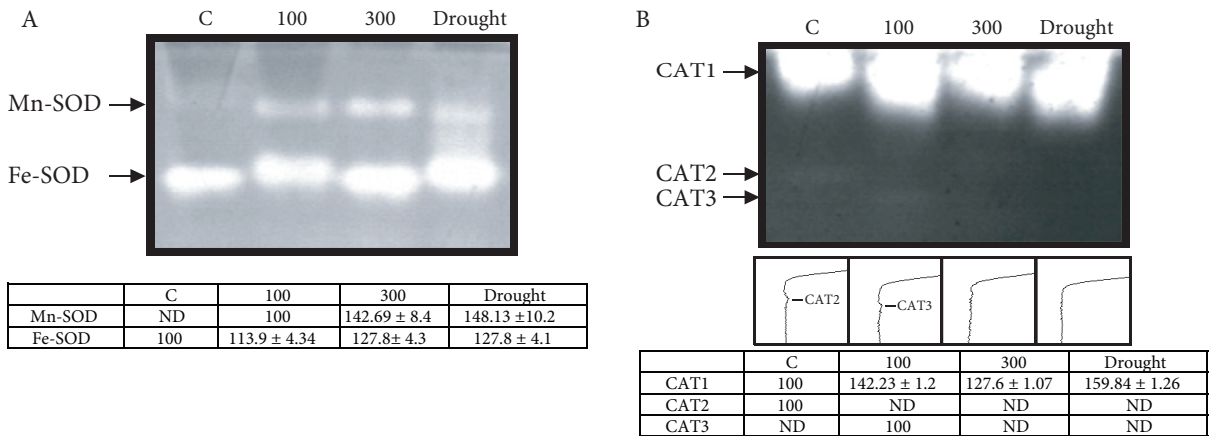 A
C 100 300 Drought
Mn-SOD
Fe-SOD
C 100 300 Drought
Mn-SOD ND 100 142.69 ± 8.4 148.13 ±10.2
Fe-SOD 100 113.9 ± 4.34 127.8± 4.3 127.8 ± 4.1
B
C 100 300 Drought
CAT1
CAT2
CAT3
CAT2 CAT3
C 100 300 Drought
CAT1 100 142.23 ± 1.2 127.6 ± 1.07 159.84 ± 1.26
CAT2 100 ND ND ND
CAT3 ND 100 ND ND